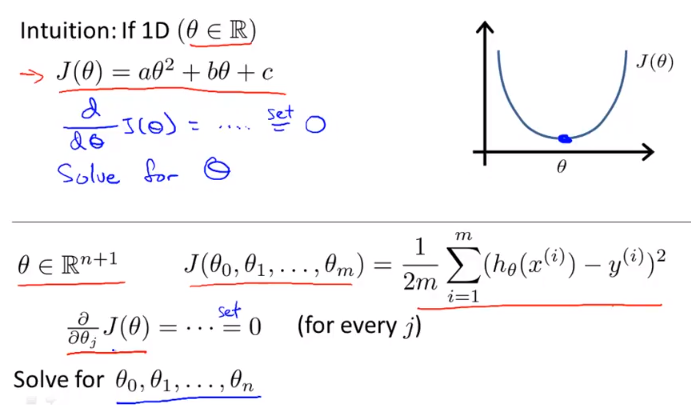 Intuition: If 1D (θ ∈ ℝ)
→ J(θ) = aθ² + bθ + c
d/dθ J(θ) = .... set = 0
Solve for θ
J(θ)
θ
θ ∈ ℝⁿ⁺¹ J(θ₀, θ₁, . . . , θₘ) = 1/2m ∑ᵢ₌₁ᵐ (h_θ(x⁽ⁱ⁾) − y⁽ⁱ⁾)²
∂/∂θⱼ J(θ) = ··· set = 0 (for every j)
Solve for θ₀, θ₁, . . . , θₙ